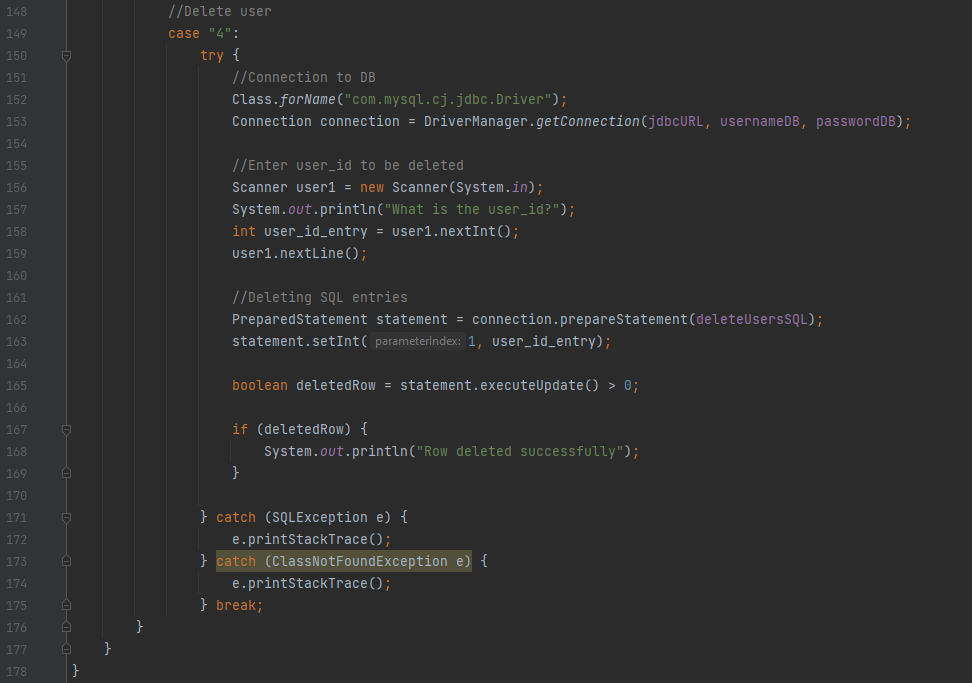 148 //Delete user
149 case "4":
150 try {
151 //Connection to DB
152 Class.forName("com.mysql.cj.jdbc.Driver");
153 Connection connection = DriverManager.getConnection(jdbcURL, usernameDB, passwordDB);
154
155 //Enter user_id to be deleted
156 Scanner user1 = new Scanner(System.in);
157 System.out.println("What is the user_id?");
158 int user_id_entry = user1.nextInt();
159 user1.nextLine();
160
161 //Deleting SQL entries
162 PreparedStatement statement = connection.prepareStatement(deleteUsersSQL);
163 statement.setInt( parameterIndex: 1, user_id_entry);
164
165 boolean deletedRow = statement.executeUpdate() > 0;
166
167 if (deletedRow) {
168 System.out.println("Row deleted successfully");
169 }
170
171 } catch (SQLException e) {
172 e.printStackTrace();
173 } catch (ClassNotFoundException e) {
174 e.printStackTrace();
175 } break;
176 }
177 }
178 }